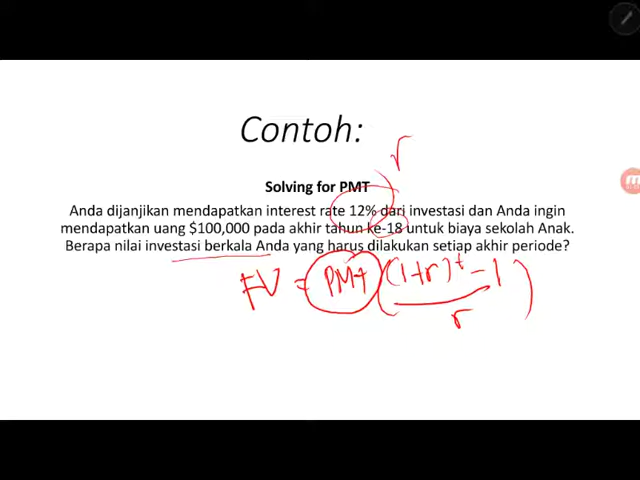 Contoh:
r
Solving for PMT
Anda dijanjikan mendapatkan interest rate 12% dari investasi dan Anda ingin
mendapatkan uang $100,000 pada akhir tahun ke-18 untuk biaya sekolah Anak.
Berapa nilai investasi berkala Anda yang harus dilakukan setiap akhir periode?
FV = PMT ((1+r)^t - 1)
r